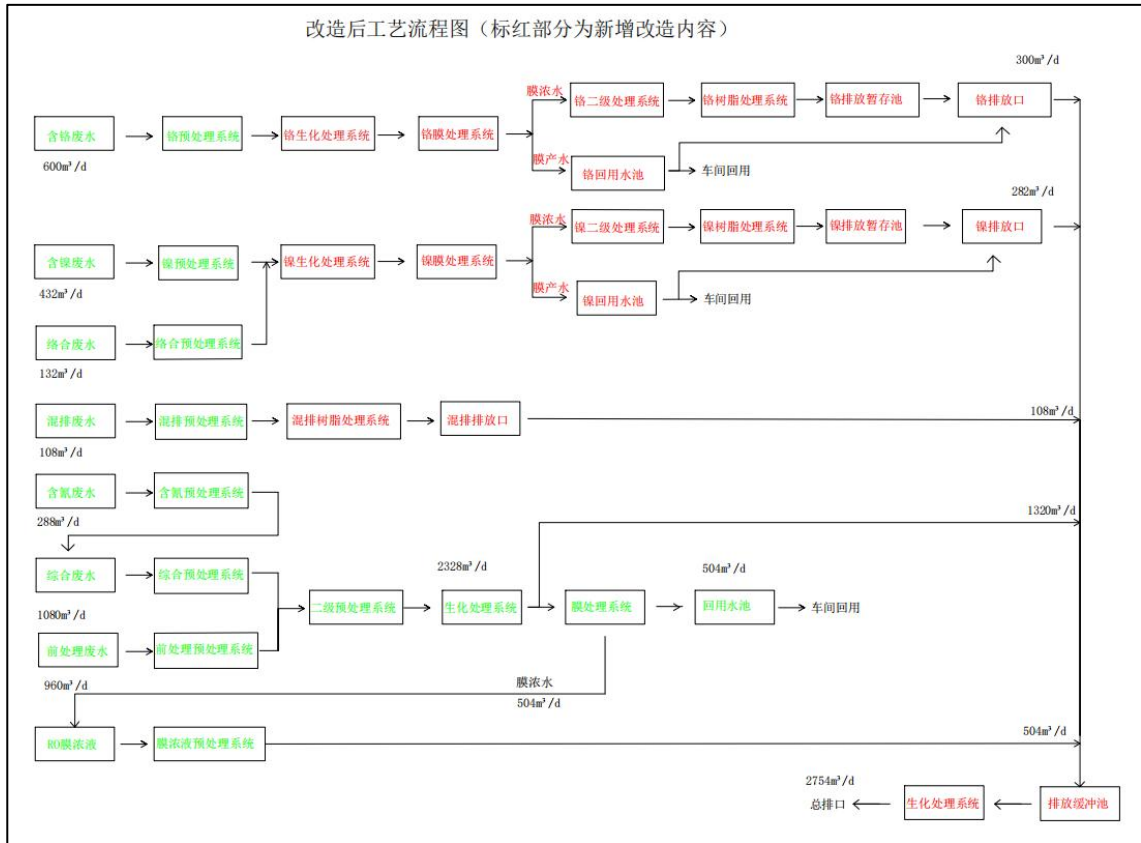 改造后工艺流程图（标红部分为新增改造内容）
300m³/d
膜浓水
铬二级处理系统
铬树脂处理系统
铬排放暂存池
铬排放口
含铬废水
铬预处理系统
铬生化处理系统
铬膜处理系统
600m³/d
膜产水
铬回用水池
车间回用
282m³/d
膜浓水
镍二级处理系统
镍树脂处理系统
镍排放暂存池
镍排放口
含镍废水
镍预处理系统
镍生化处理系统
镍膜处理系统
432m³/d
膜产水
镍回用水池
车间回用
络合废水
络合预处理系统
132m³/d
混排废水
混排预处理系统
混排树脂处理系统
混排排放口
108m³/d
108m³/d
含氰废水
含氰预处理系统
288m³/d
1320m³/d
综合废水
综合预处理系统
2328m³/d
504m³/d
1080m³/d
二级预处理系统
生化处理系统
膜处理系统
回用水池
车间回用
前处理废水
前处理预处理系统
960m³/d
膜浓水
504m³/d
RO膜浓液
膜浓液预处理系统
504m³/d
2754m³/d
总排口
生化处理系统
排放缓冲池